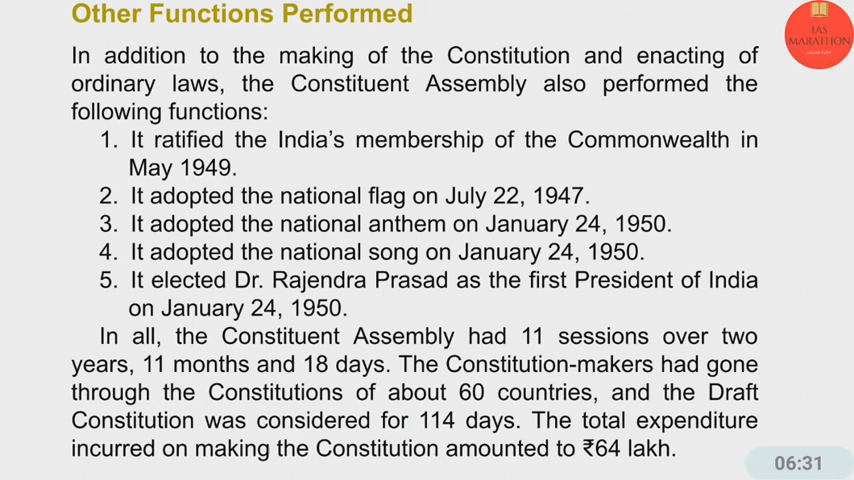 Other Functions Performed
IAS
MARATHON
In addition to the making of the Constitution and enacting of
ordinary laws, the Constituent Assembly also performed the
following functions:
1. It ratified the India’s membership of the Commonwealth in
May 1949.
2. It adopted the national flag on July 22, 1947.
3. It adopted the national anthem on January 24, 1950.
4. It adopted the national song on January 24, 1950.
5. It elected Dr. Rajendra Prasad as the first President of India
on January 24, 1950.
In all, the Constituent Assembly had 11 sessions over two
years, 11 months and 18 days. The Constitution-makers had gone
through the Constitutions of about 60 countries, and the Draft
Constitution was considered for 114 days. The total expenditure
incurred on making the Constitution amounted to ₹64 lakh.
06:31